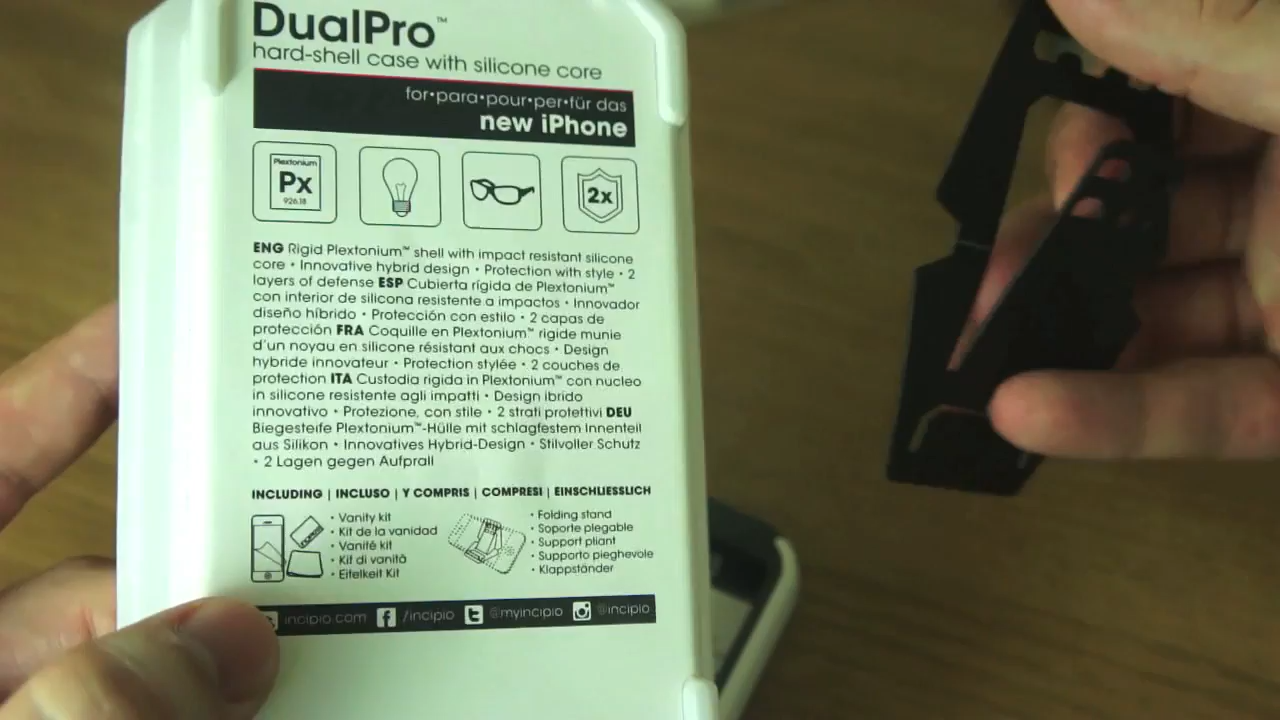 DualPro™
hard-shell case with silicone core
for•para•pour•per•für das
new iPhone
Plextonium
Px
926.18
2x
ENG Rigid Plextonium™ shell with impact resistant silicone
core • Innovative hybrid design • Protection with style • 2
layers of defense ESP Cubierta rígida de Plextonium™
con interior de silicona resistente a impactos • Innovador
diseño híbrido • Protección con estilo • 2 capas de
protección FRA Coquille en Plextonium™ rigide munie
d'un noyau en silicone résistant aux chocs • Design
hybride innovateur • Protection stylée • 2 couches de
protection ITA Custodia rigida in Plextonium™ con nucleo
in silicone resistente agli impatti • Design ibrido
innovativo • Protezione, con stile • 2 strati protettivi DEU
Biegesteife Plextonium™-Hülle mit schlagfestem Innenteil
aus Silikon • Innovatives Hybrid-Design • Stilvoller Schutz
• 2 Lagen gegen Aufprall
INCLUDING | INCLUSO | Y COMPRIS | COMPRESI | EINSCHLIESSLICH
• Vanity kit
• Kit de la vanidad
• Vanité kit
• Kit di vanità
• Eitelkeit Kit
• Folding stand
• Soporte plegable
• Support pliant
• Supporto pieghevole
• Klappständer
incipio.com f /incipio t @myincipio @incipio